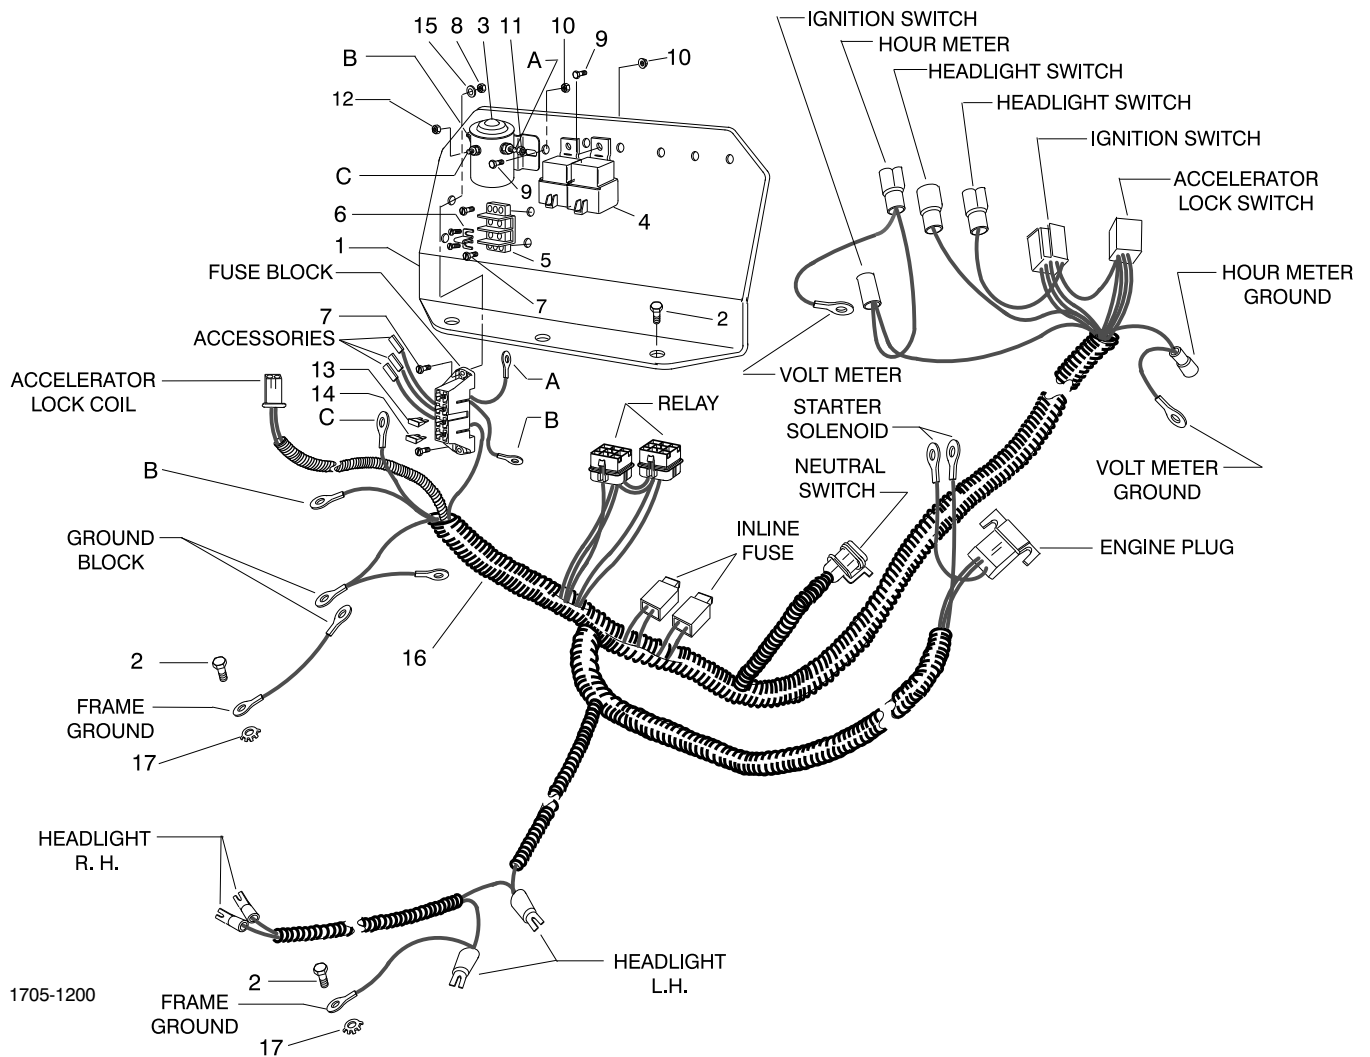 IGNITION SWITCH
15 8 3 11 10 9
HOUR METER
B A 10
HEADLIGHT SWITCH
12
HEADLIGHT SWITCH
IGNITION SWITCH
C 9
ACCELERATOR
LOCK SWITCH
6 4
1 5
FUSE BLOCK
7
HOUR METER
GROUND
7 2
ACCESSORIES
13
ACCELERATOR
LOCK COIL
A
VOLT METER
14
C
B
RELAY
STARTER
SOLENOID
B
NEUTRAL
SWITCH
VOLT METER
GROUND
GROUND
BLOCK
INLINE
FUSE
ENGINE PLUG
2
16
FRAME
GROUND
17
HEADLIGHT
R. H.
HEADLIGHT
L.H.
2
1705-1200
FRAME
GROUND
17